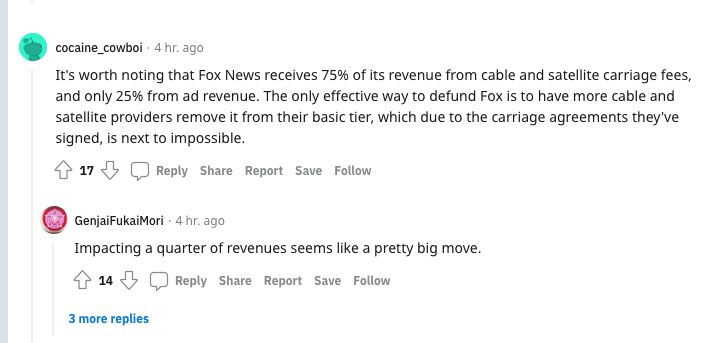 cocaine_cowboi · 4 hr. ago
It's worth noting that Fox News receives 75% of its revenue from cable and satellite carriage fees,
and only 25% from ad revenue. The only effective way to defund Fox is to have more cable and
satellite providers remove it from their basic tier, which due to the carriage agreements they've
signed, is next to impossible.
17 Reply Share Report Save Follow
GenjaiFukaiMori · 4 hr. ago
Impacting a quarter of revenues seems like a pretty big move.
14 Reply Share Report Save Follow
3 more replies